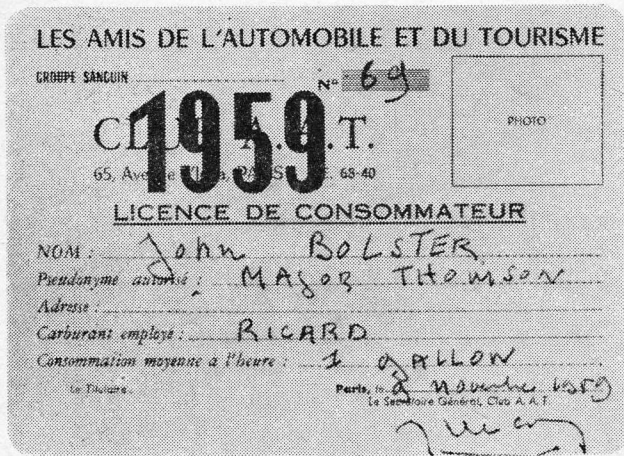 LES AMIS DE L'AUTOMOBILE ET DU TOURISME
GROUPE SANGUIN N° 69
PHOTO
1959
CLUB A.A.T.
65, PARIS 68-40
LICENCE DE CONSOMMATEUR
NOM : John BOLSTER
Pseudonyme autorisé : MAJOR THOMSON
Adresse :
Carburant employé : RICARD
Consommation moyenne a l'heure : 1 GALLON
Le Titulaire, Paris, le 2 novembre 1959
Le Secrétaire Général, Club A.A.T.